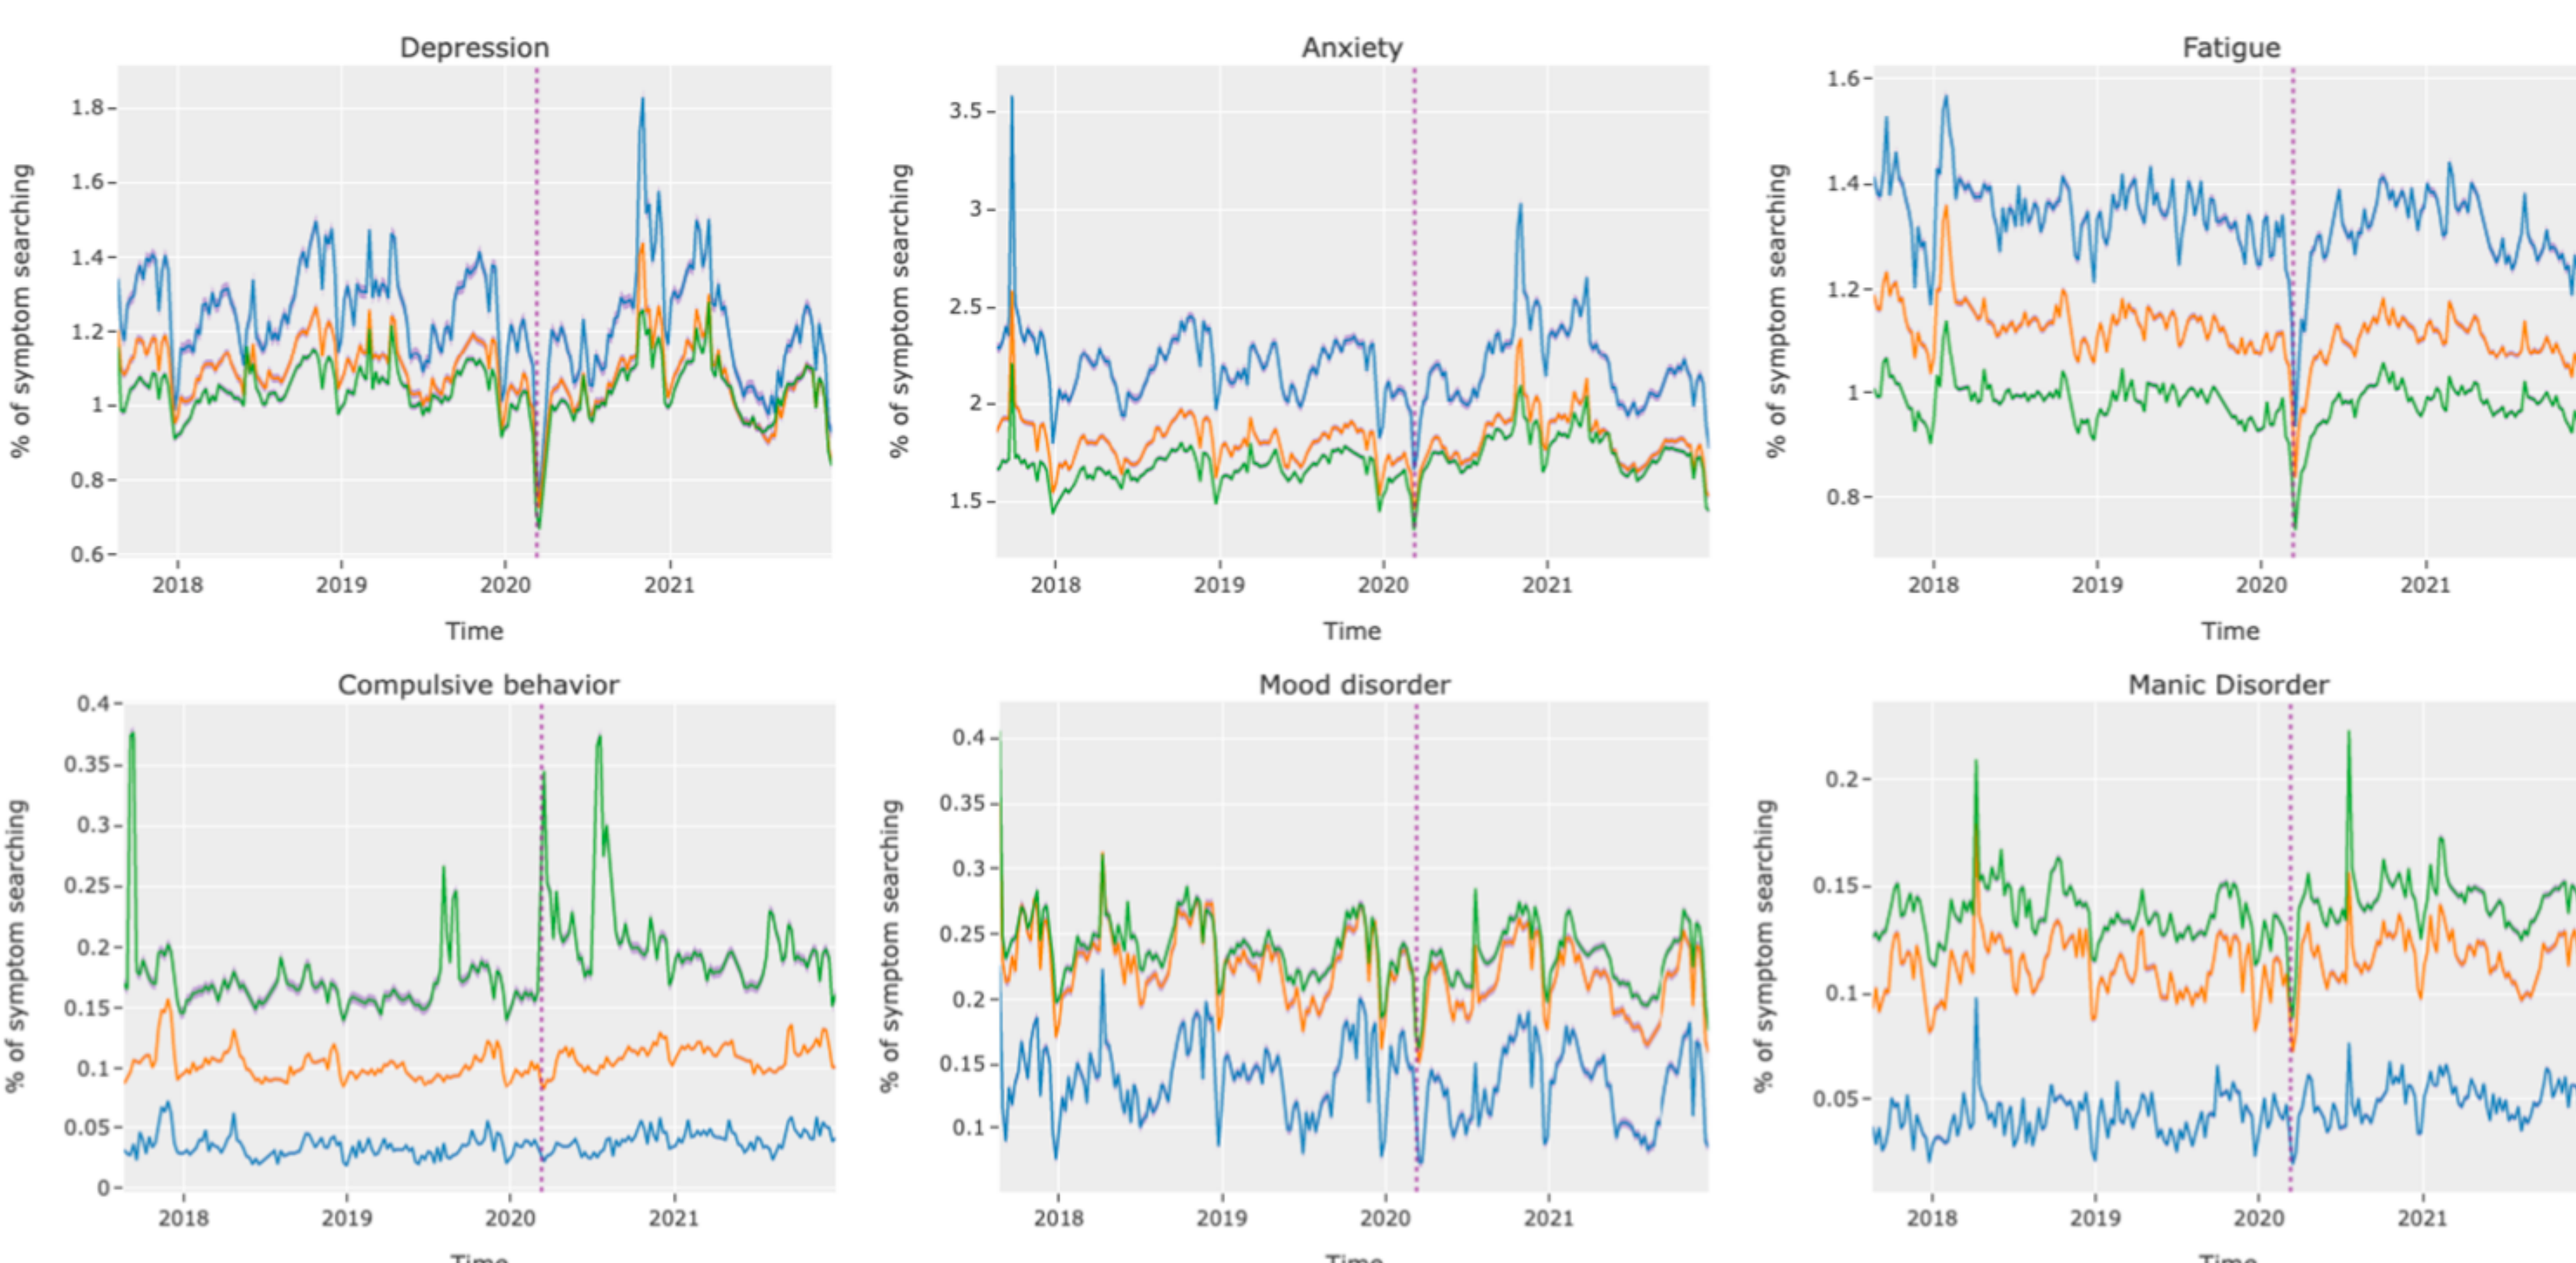 Depression
% of symptom searching
1.8
1.6
1.4
1.2
1
0.8
0.6
2018 2019 2020 2021
Time
Anxiety
% of symptom searching
3.5
3
2.5
2
1.5
2018 2019 2020 2021
Time
Fatigue
% of symptom searching
1.6
1.4
1.2
1
0.8
2018 2019 2020 2021
Time
Compulsive behavior
% of symptom searching
0.4
0.35
0.3
0.25
0.2
0.15
0.1
0.05
0
2018 2019 2020 2021
Time
Mood disorder
% of symptom searching
0.4
0.35
0.3
0.25
0.2
0.15
0.1
2018 2019 2020 2021
Time
Manic Disorder
% of symptom searching
0.2
0.15
0.1
0.05
2018 2019 2020 2021
Time